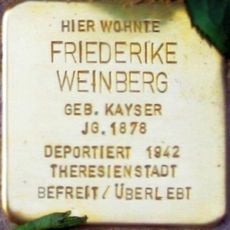 HIER WOHNTE
FRIEDERIKE
WEINBERG
GEB. KAYSER
JG. 1878
DEPORTIERT 1942
THERESIENSTADT
BEFREIT / ÜBERLEBT